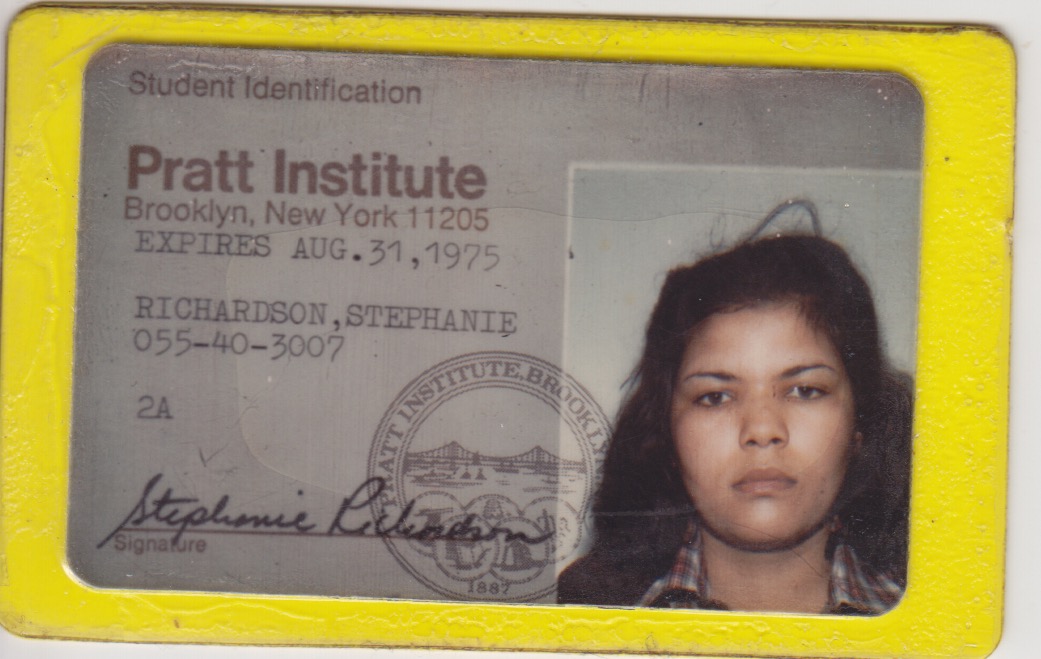 Student Identification
Pratt Institute
Brooklyn, New York 11205
EXPIRES AUG.31,1975
RICHARDSON,STEPHANIE
055-40-3007
2A
PRATT INSTITUTE, BROOKLY
Stephanie Richardson
Signature
1887